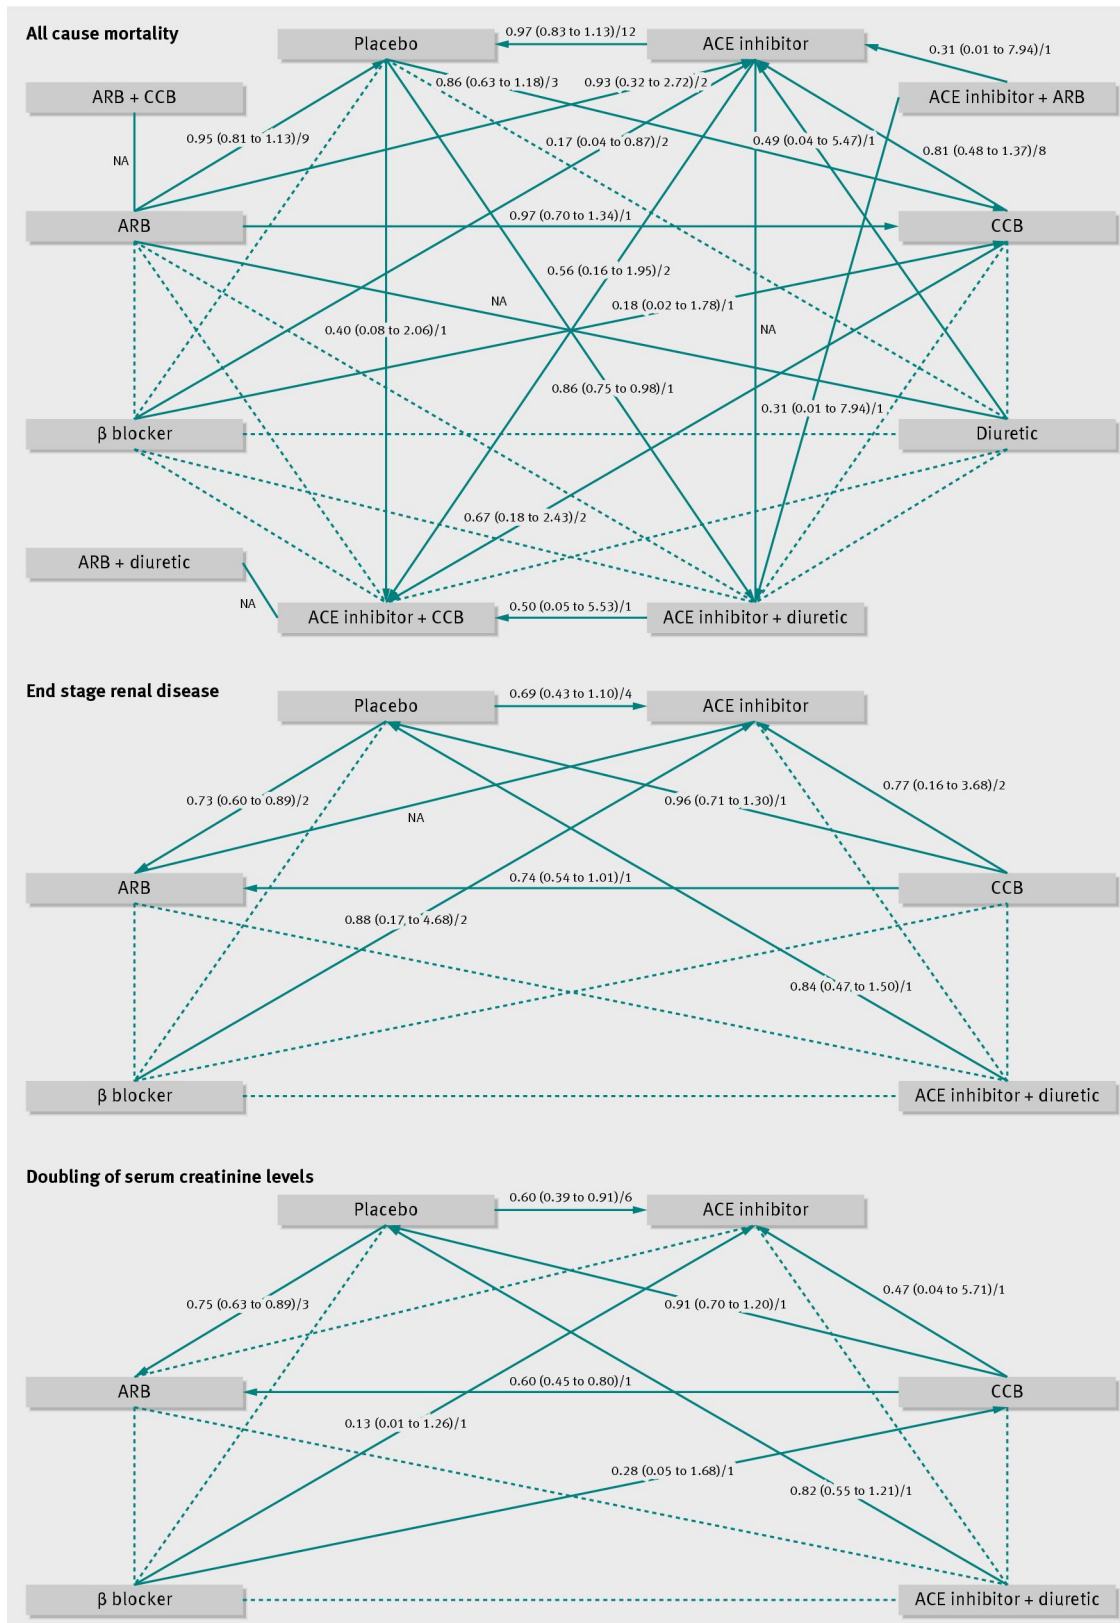 All cause mortality
Placebo
0.97 (0.83 to 1.13)/12
ACE inhibitor
0.31 (0.01 to 7.94)/1
ARB + CCB
0.86 (0.63 to 1.18)/3
0.93 (0.32 to 2.72)/2
ACE inhibitor + ARB
0.95 (0.81 to 1.13)/9
0.17 (0.04 to 0.87)/2
0.49 (0.04 to 5.47)/1
0.81 (0.48 to 1.37)/8
NA
ARB
0.97 (0.70 to 1.34)/1
CCB
0.56 (0.16 to 1.95)/2
NA
0.18 (0.02 to 1.78)/1
0.40 (0.08 to 2.06)/1
NA
0.86 (0.75 to 0.98)/1
0.31 (0.01 to 7.94)/1
β blocker
Diuretic
0.67 (0.18 to 2.43)/2
ARB + diuretic
NA
ACE inhibitor + CCB
0.50 (0.05 to 5.53)/1
ACE inhibitor + diuretic
End stage renal disease
Placebo
0.69 (0.43 to 1.10)/4
ACE inhibitor
0.73 (0.60 to 0.89)/2
NA
0.96 (0.71 to 1.30)/1
0.77 (0.16 to 3.68)/2
ARB
0.74 (0.54 to 1.01)/1
CCB
0.88 (0.17 to 4.68)/2
0.84 (0.47 to 1.50)/1
β blocker
ACE inhibitor + diuretic
Doubling of serum creatinine levels
Placebo
0.60 (0.39 to 0.91)/6
ACE inhibitor
0.75 (0.63 to 0.89)/3
0.91 (0.70 to 1.20)/1
0.47 (0.04 to 5.71)/1
ARB
0.60 (0.45 to 0.80)/1
CCB
0.13 (0.01 to 1.26)/1
0.28 (0.05 to 1.68)/1
0.82 (0.55 to 1.21)/1
β blocker
ACE inhibitor + diuretic